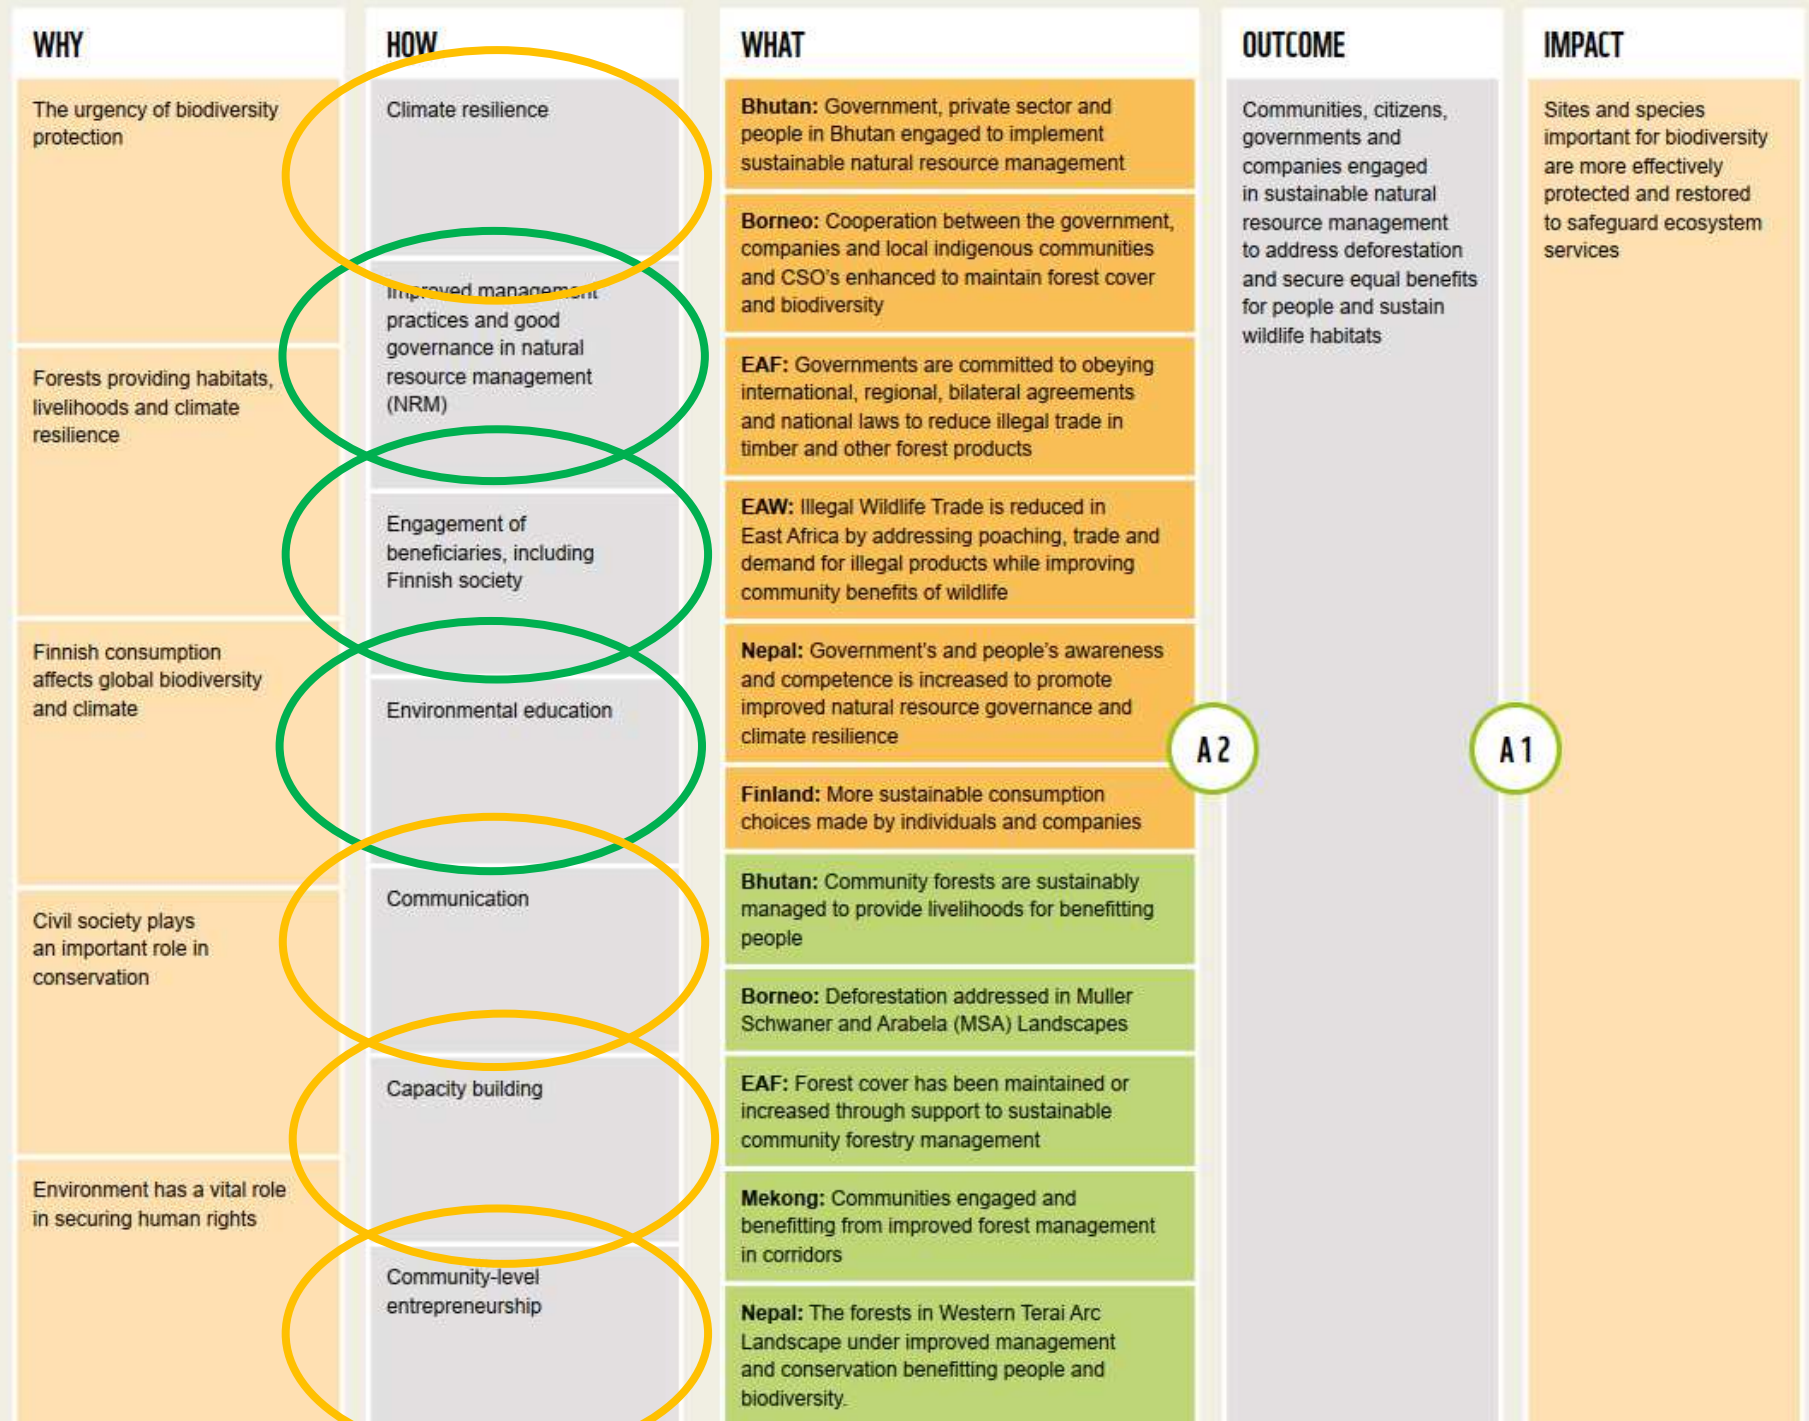 WHY
The urgency of biodiversity
protection
Forests providing habitats,
livelihoods and climate
resilience
Finnish consumption
affects global biodiversity
and climate
Civil society plays
an important role in
conservation
Environment has a vital role
in securing human rights
HOW
Climate resilience
Improved management
practices and good
governance in natural
resource management
(NRM)
Engagement of
beneficiaries, including
Finnish society
Environmental education
Communication
Capacity building
Community-level
entrepreneurship
WHAT
Bhutan: Government, private sector and
people in Bhutan engaged to implement
sustainable natural resource management
Borneo: Cooperation between the government,
companies and local indigenous communities
and CSO's enhanced to maintain forest cover
and biodiversity
EAF: Governments are committed to obeying
international, regional, bilateral agreements
and national laws to reduce illegal trade in
timber and other forest products
EAW: Illegal Wildlife Trade is reduced in
East Africa by addressing poaching, trade and
demand for illegal products while improving
community benefits of wildlife
Nepal: Government's and people's awareness
and competence is increased to promote
improved natural resource governance and
climate resilience
Finland: More sustainable consumption
choices made by individuals and companies
Bhutan: Community forests are sustainably
managed to provide livelihoods for benefitting
people
Borneo: Deforestation addressed in Muller
Schwaner and Arabela (MSA) Landscapes
EAF: Forest cover has been maintained or
increased through support to sustainable
community forestry management
Mekong: Communities engaged and
benefitting from improved forest management
in corridors
Nepal: The forests in Western Terai Arc
Landscape under improved management
and conservation benefitting people and
biodiversity.
A 2
OUTCOME
Communities, citizens,
governments and
companies engaged
in sustainable natural
resource management
to address deforestation
and secure equal benefits
for people and sustain
wildlife habitats
A 1
IMPACT
Sites and species
important for biodiversity
are more effectively
protected and restored
to safeguard ecosystem
services